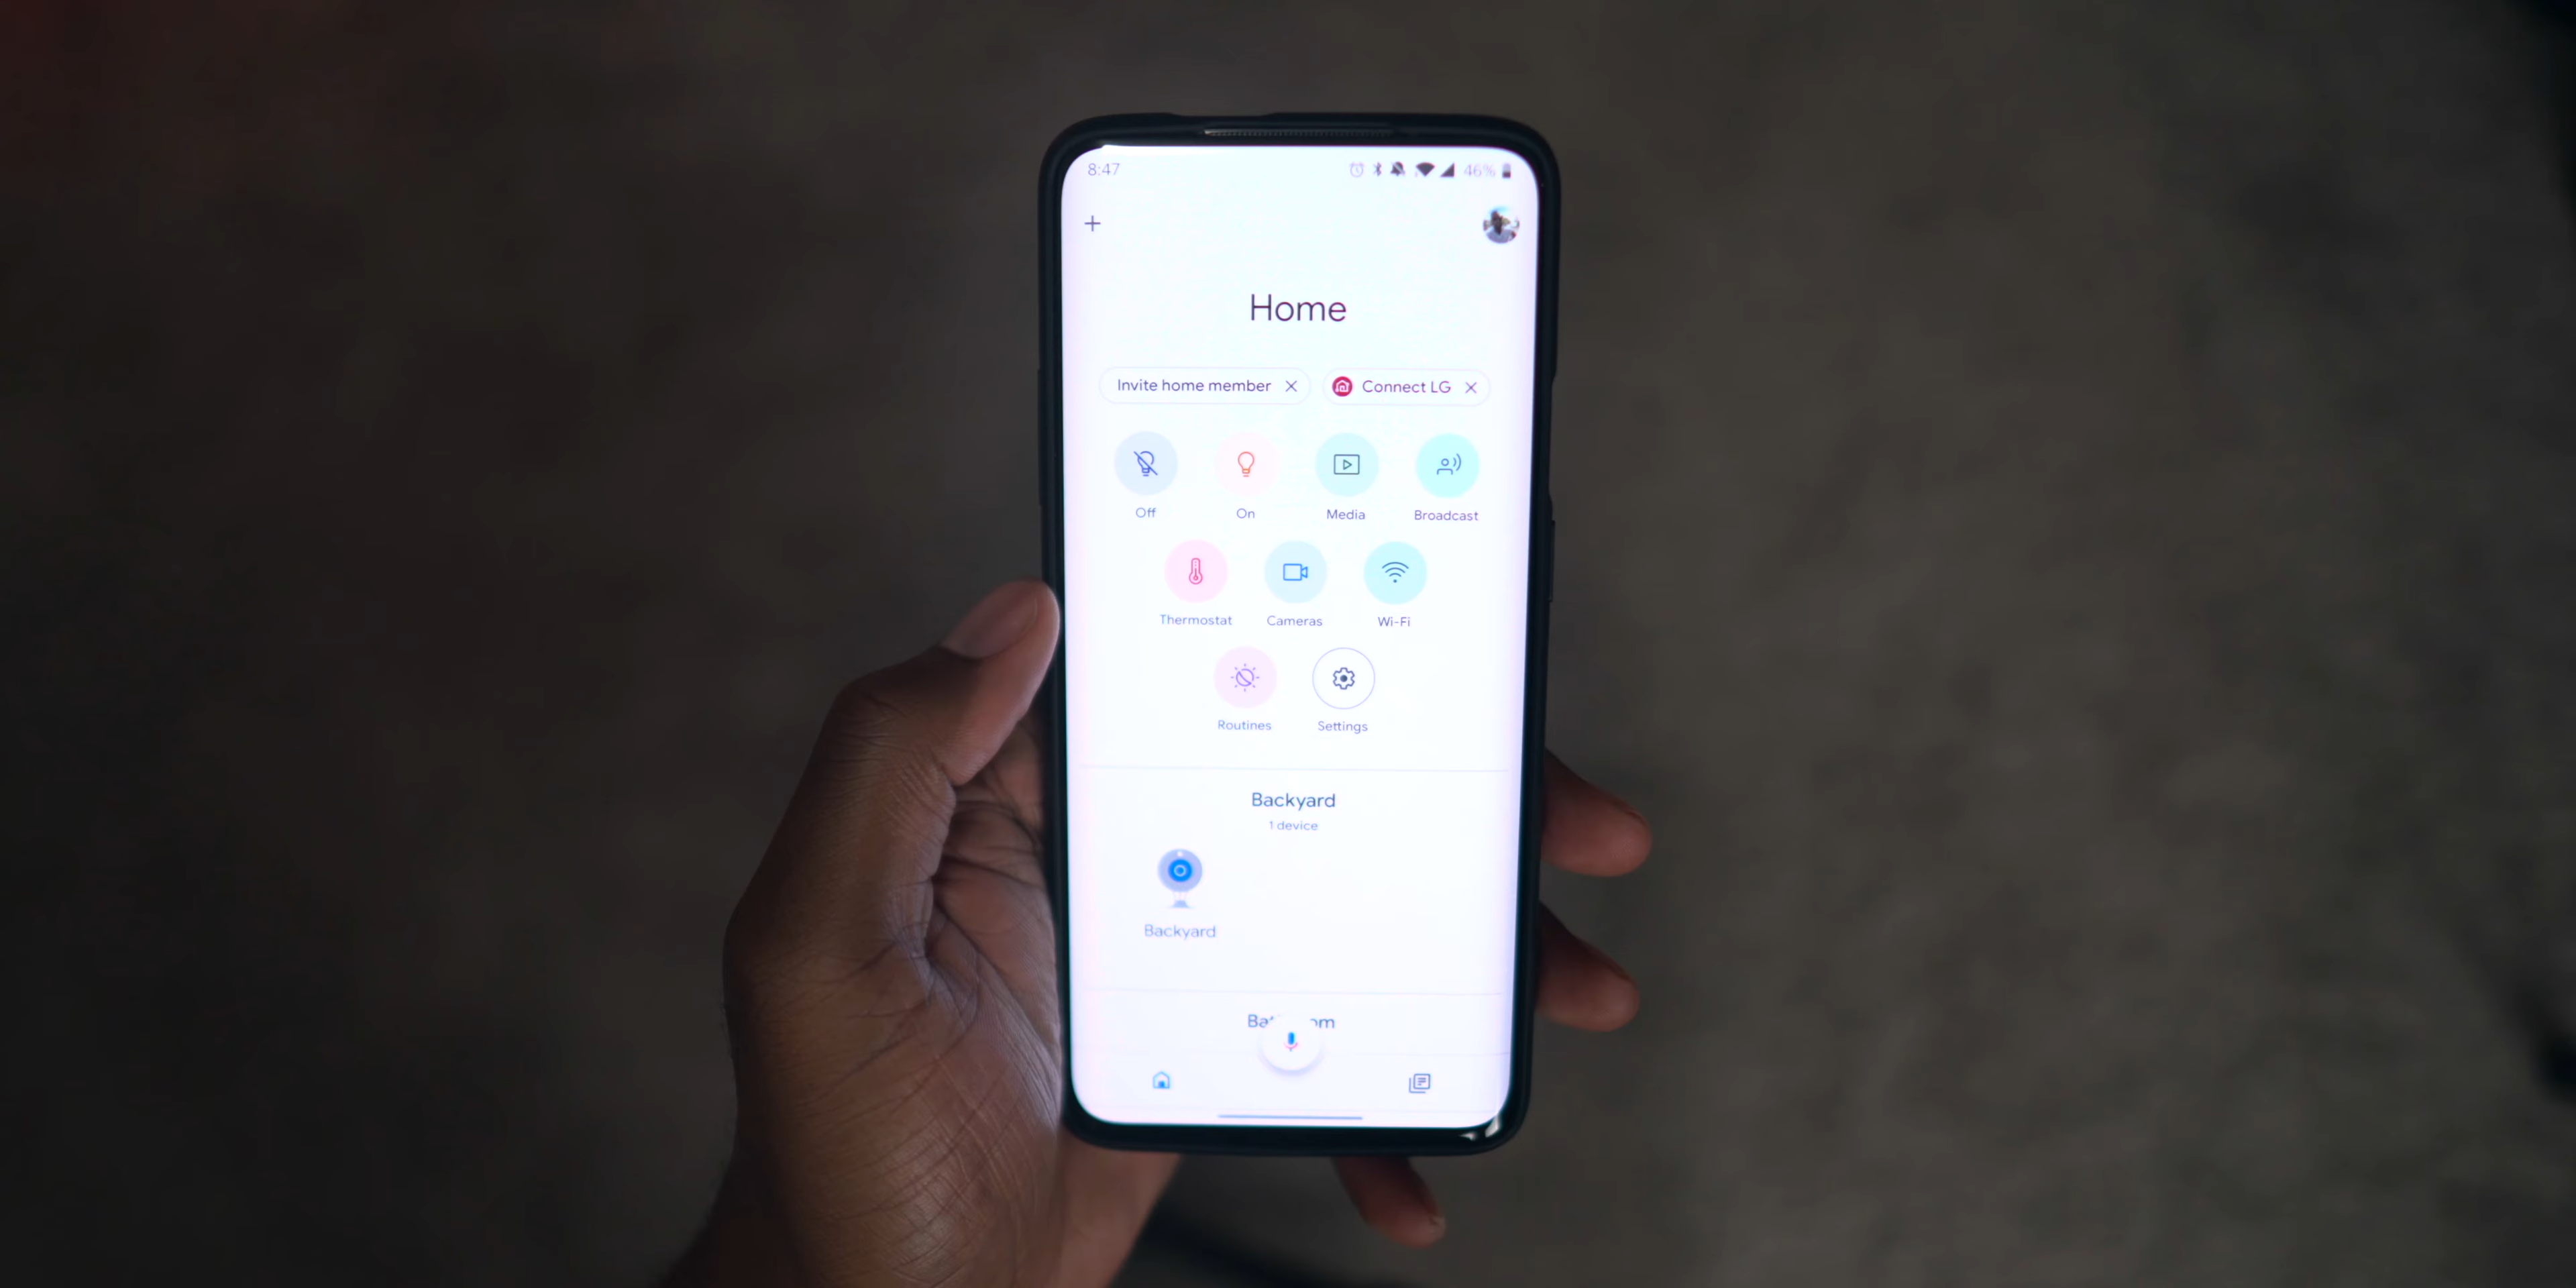 8:47 46%
Home
Invite home member Connect LG
Off On Media Broadcast
Thermostat Cameras Wi-Fi
Routines Settings
Backyard
1 device
Backyard